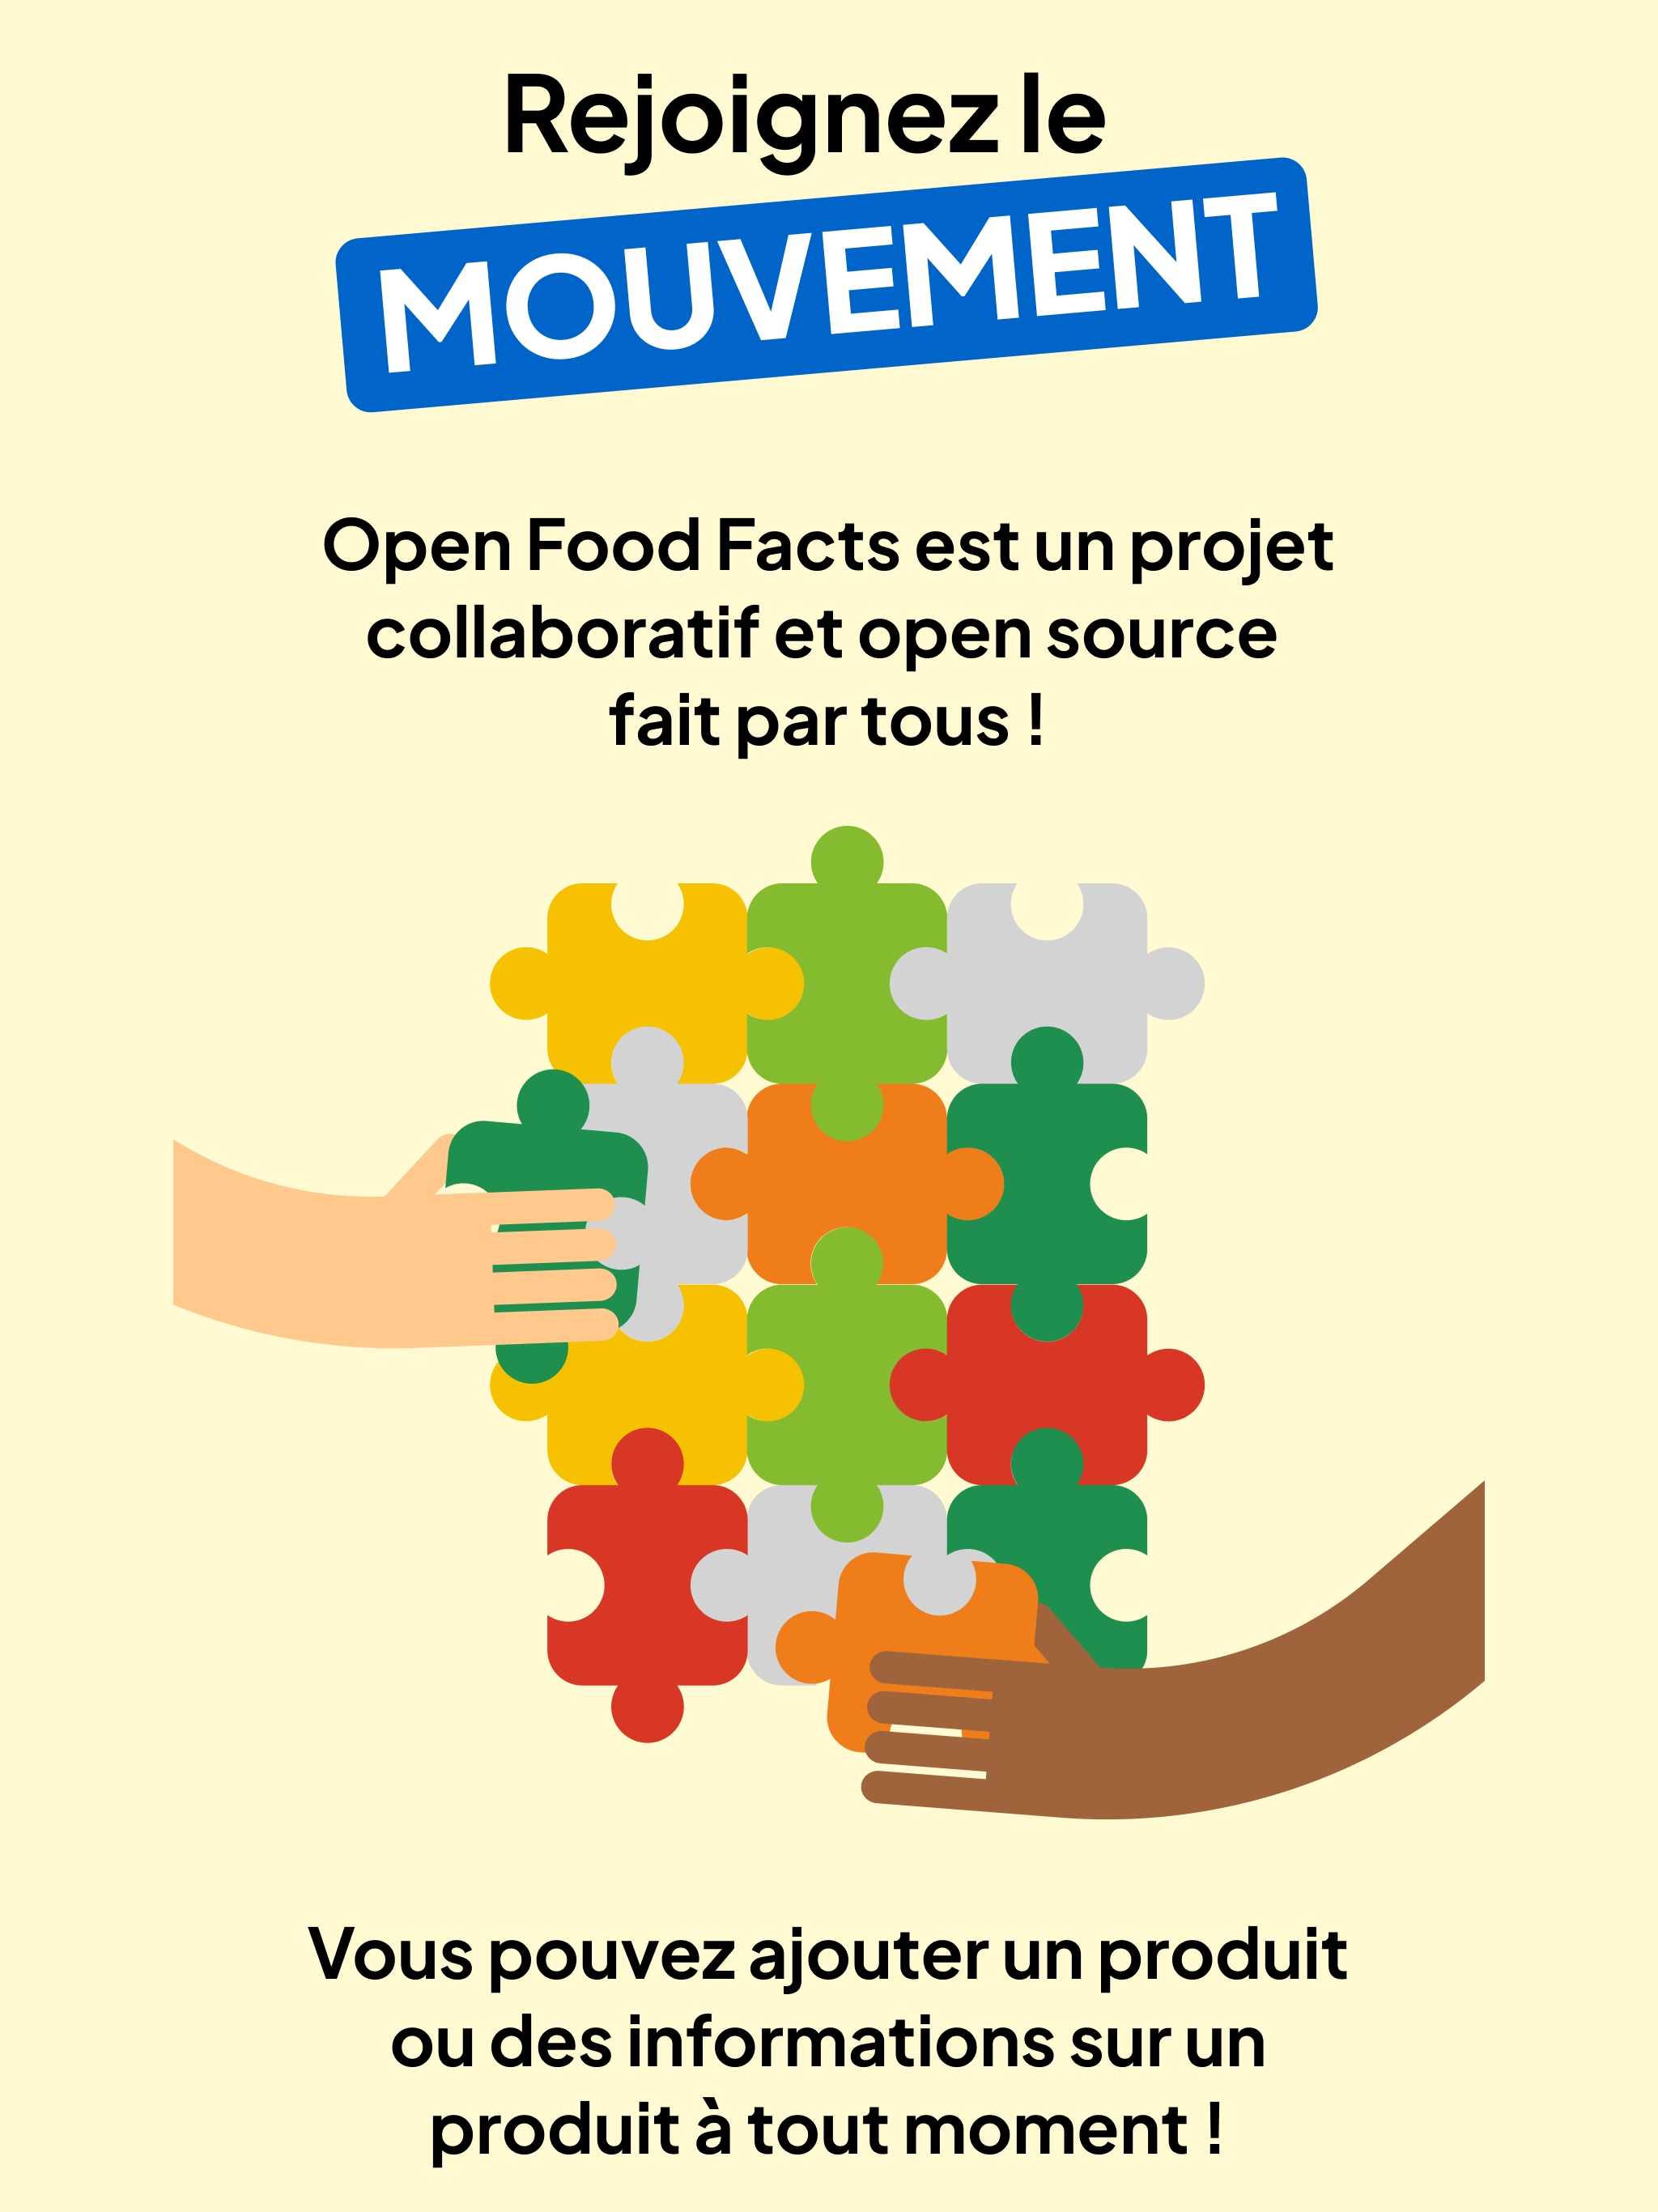 Rejoignez le
MOUVEMENT
Open Food Facts est un projet
collaboratif et open source
fait par tous !
Vous pouvez ajouter un produit
ou des informations sur un
produit à tout moment !